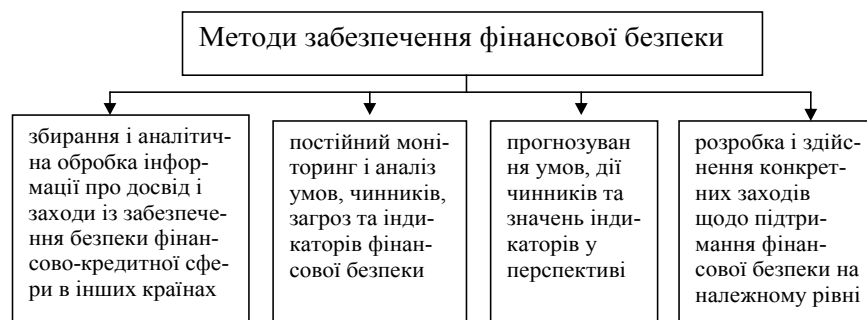 Методи забезпечення фінансової безпеки
збирання і аналітич-
на обробка інфор-
мації про досвід і
заходи із забезпече-
ння безпеки фінан-
сово-кредитної сфе-
ри в інших країнах
постійний моні-
торинг і аналіз
умов, чинників,
загроз та інди-
каторів фінан-
сової безпеки
прогнозуван
ня умов, дії
чинників та
значень інди-
каторів у
перспективі
розробка і здійс-
нення конкрет-
них заходів
щодо підтри-
мання фінан-
сової безпеки на
належному рівні